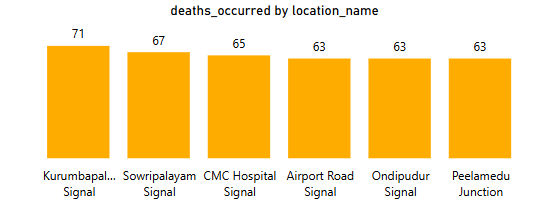 deaths_occurred by location_name
71
67
65
63
63
63
Kurumbapal...
Signal
Sowripalayam
Signal
CMC Hospital
Signal
Airport Road
Signal
Ondipudur
Signal
Peelamedu
Junction